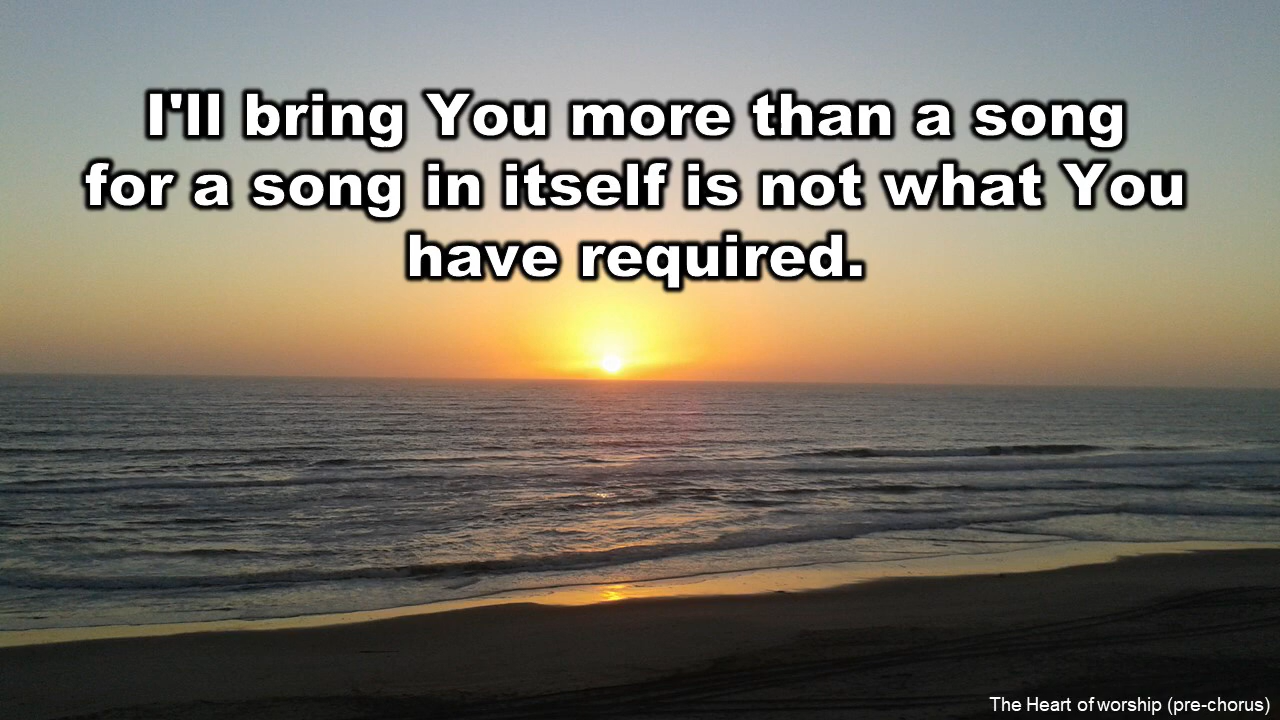 I'll bring You more than a song
for a song in itself is not what You
have required.
The Heart of worship (pre-chorus)